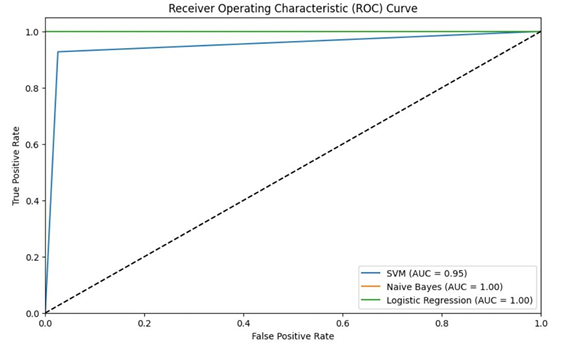 Receiver Operating Characteristic (ROC) Curve
True Positive Rate
1.0
0.8
0.6
0.4
0.2
0.0
SVM (AUC = 0.95)
Naive Bayes (AUC = 1.00)
Logistic Regression (AUC = 1.00)
0.0 0.2 0.4 0.6 0.8 1.0
False Positive Rate